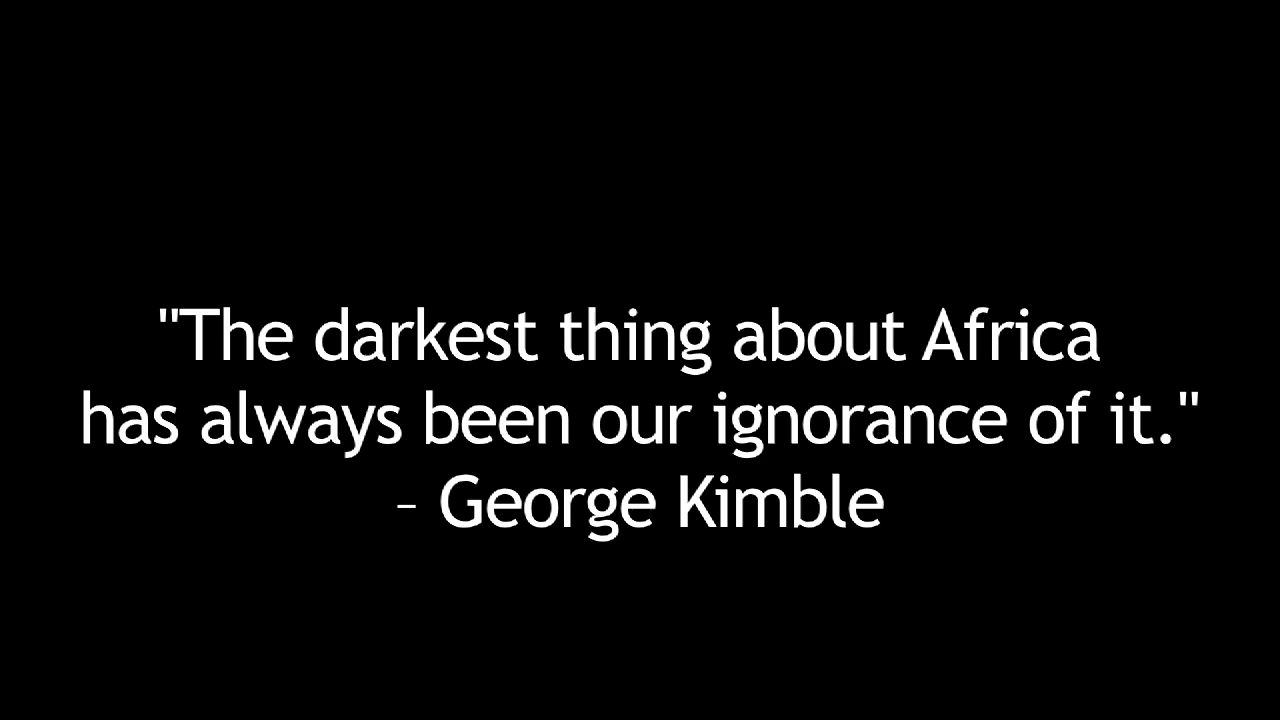 "The darkest thing about Africa
has always been our ignorance of it."
– George Kimble